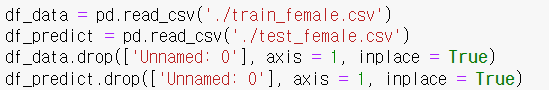 df_data = pd.read_csv('./train_female.csv')
df_predict = pd.read_csv('./test_female.csv')
df_data.drop(['Unnamed: 0'], axis = 1, inplace = True)
df_predict.drop(['Unnamed: 0'], axis = 1, inplace = True)